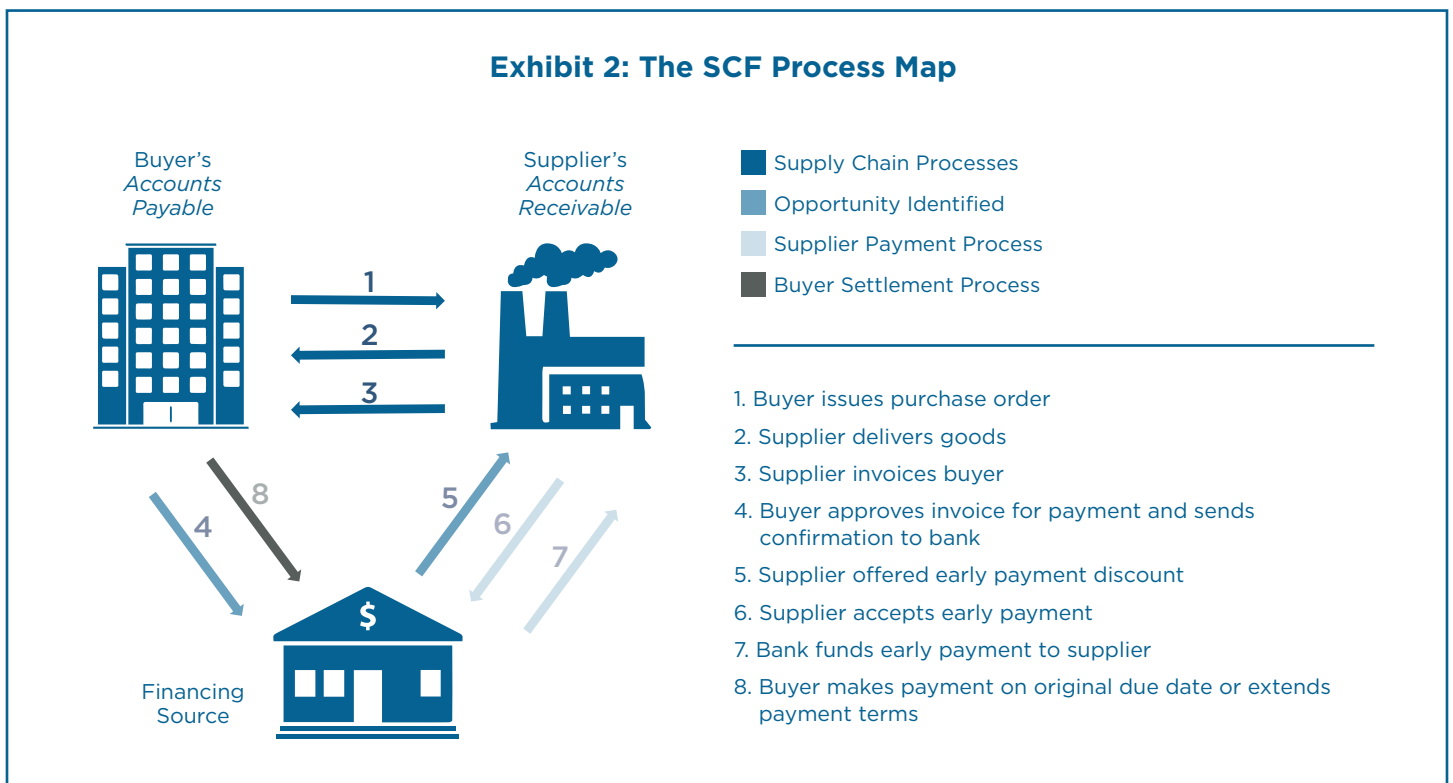 Exhibit 2: The SCF Process Map
Buyer's
Accounts
Payable
Supplier's
Accounts
Receivable
1
2
3
4
8
5
6
7
$
Financing
Source
Supply Chain Processes
Opportunity Identified
Supplier Payment Process
Buyer Settlement Process
1. Buyer issues purchase order
2. Supplier delivers goods
3. Supplier invoices buyer
4. Buyer approves invoice for payment and sends
confirmation to bank
5. Supplier offered early payment discount
6. Supplier accepts early payment
7. Bank funds early payment to supplier
8. Buyer makes payment on original due date or extends
payment terms